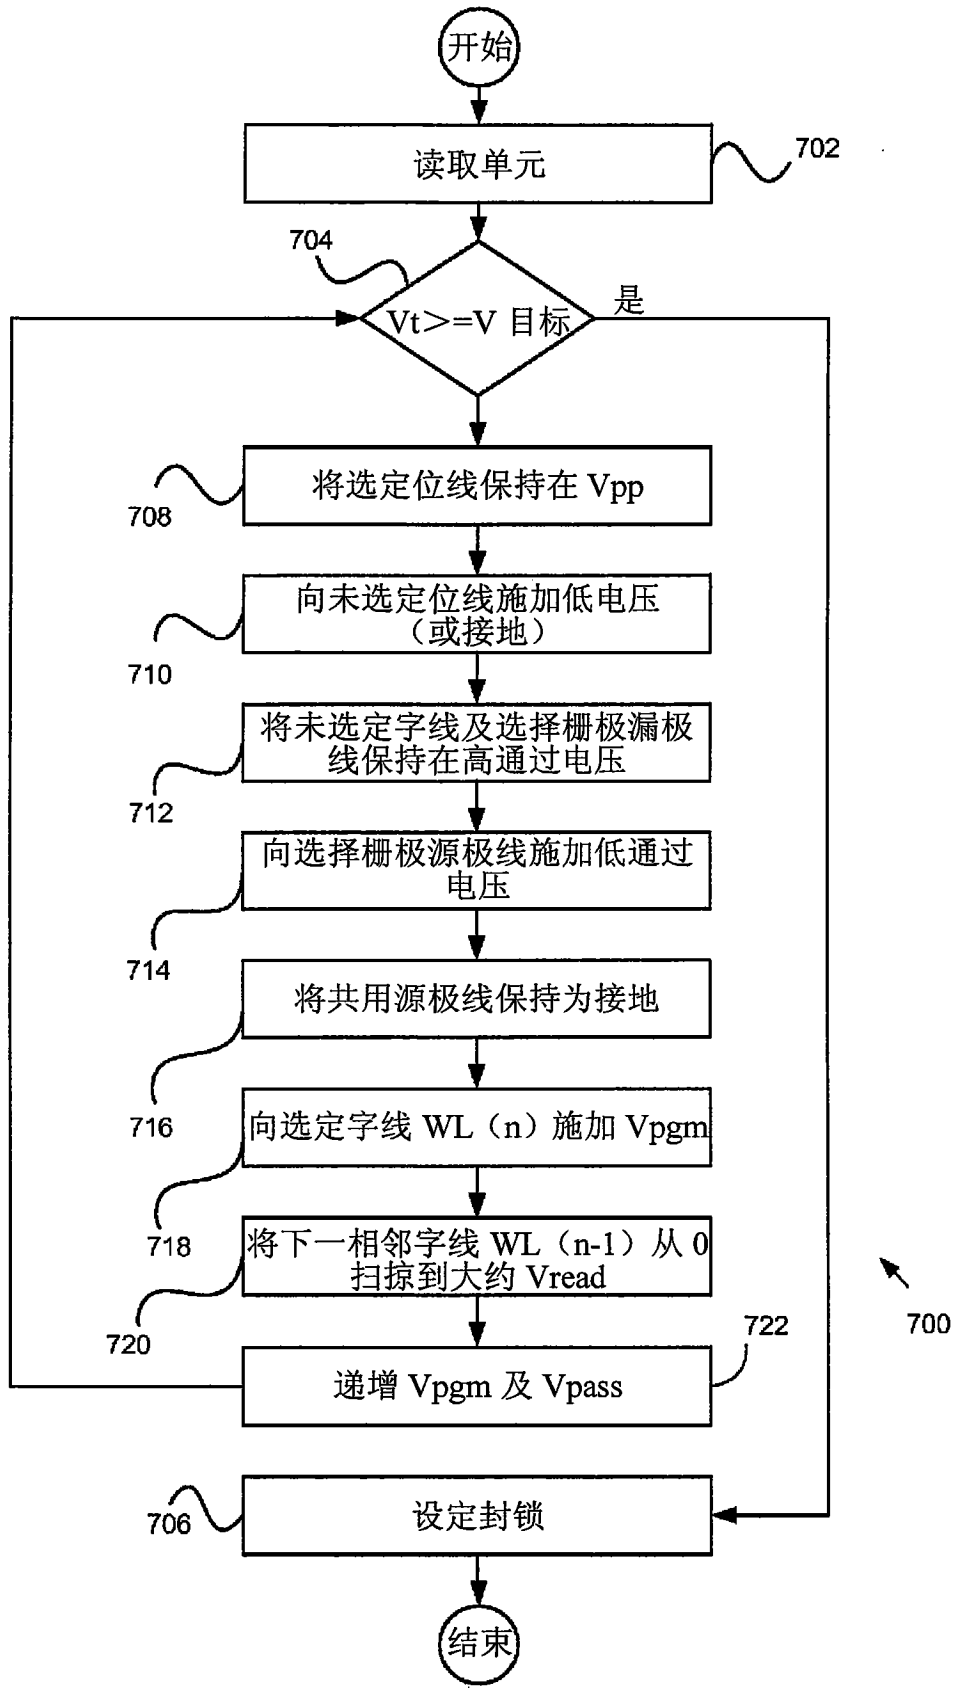 开始
读取单元
702
704
Vt>=V 目标
是
将选定位线保持在 Vpp
708
向未选定位线施加低电压
（或接地）
710
将未选定字线及选择栅极漏极
线保持在高通过电压
712
向选择栅极源极线施加低通过
电压
714
将共用源极线保持为接地
716
向选定字线 WL（n）施加 Vpgm
718
将下一相邻字线 WL（n-1）从 0
扫掠到大约 Vread
720
700
722
递增 Vpgm 及 Vpass
设定封锁
706
结束